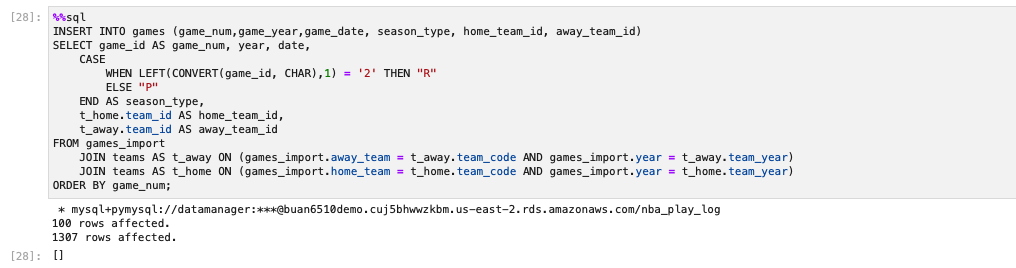 [28]: %%sql
INSERT INTO games (game_num,game_year,game_date, season_type, home_team_id, away_team_id)
SELECT game_id AS game_num, year, date,
    CASE
        WHEN LEFT(CONVERT(game_id, CHAR),1) = '2' THEN "R"
        ELSE "P"
    END AS season_type,
    t_home.team_id AS home_team_id,
    t_away.team_id AS away_team_id
FROM games_import
    JOIN teams AS t_away ON (games_import.away_team = t_away.team_code AND games_import.year = t_away.team_year)
    JOIN teams AS t_home ON (games_import.home_team = t_home.team_code AND games_import.year = t_home.team_year)
ORDER BY game_num;
 * mysql+pymysql://datamanager:***@buan6510demo.cuj5bhwwzkbm.us-east-2.rds.amazonaws.com/nba_play_log
100 rows affected.
1307 rows affected.
[28]: []